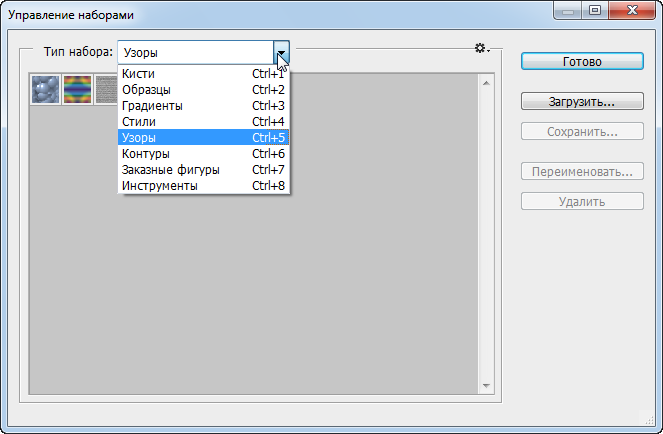 Управление наборами
Тип набора: Узоры
Кисти Ctrl+1
Образцы Ctrl+2
Градиенты Ctrl+3
Стили Ctrl+4
Узоры Ctrl+5
Контуры Ctrl+6
Заказные фигуры Ctrl+7
Инструменты Ctrl+8
Готово
Загрузить...
Сохранить...
Переименовать...
Удалить